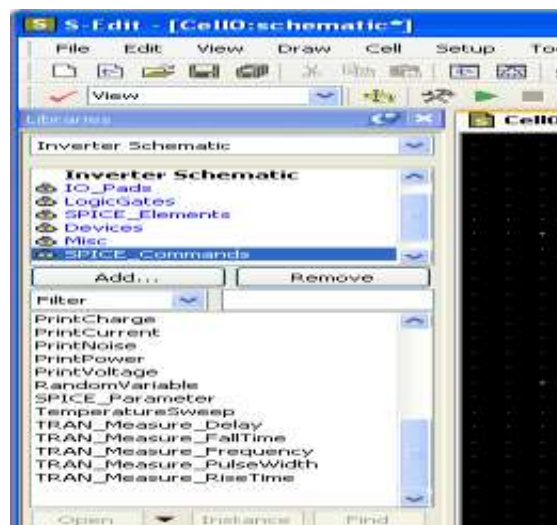 S-Edit - [Cell0:schematic*]
File Edit View Draw Cell Setup To
View
Libraries
Cell0
Inverter Schematic
Inverter Schematic
IO_Pads
LogicGates
SPICE_Elements
Devices
Misc
SPICE_Commands
Add... Remove
Filter
PrintCharge
PrintCurrent
PrintNoise
PrintPower
PrintVoltage
RandomVariable
SPICE_Parameter
TemperatureSweep
TRAN_Measure_Delay
TRAN_Measure_FallTime
TRAN_Measure_Frequency
TRAN_Measure_PulseWidth
TRAN_Measure_RiseTime
Open Instance Find